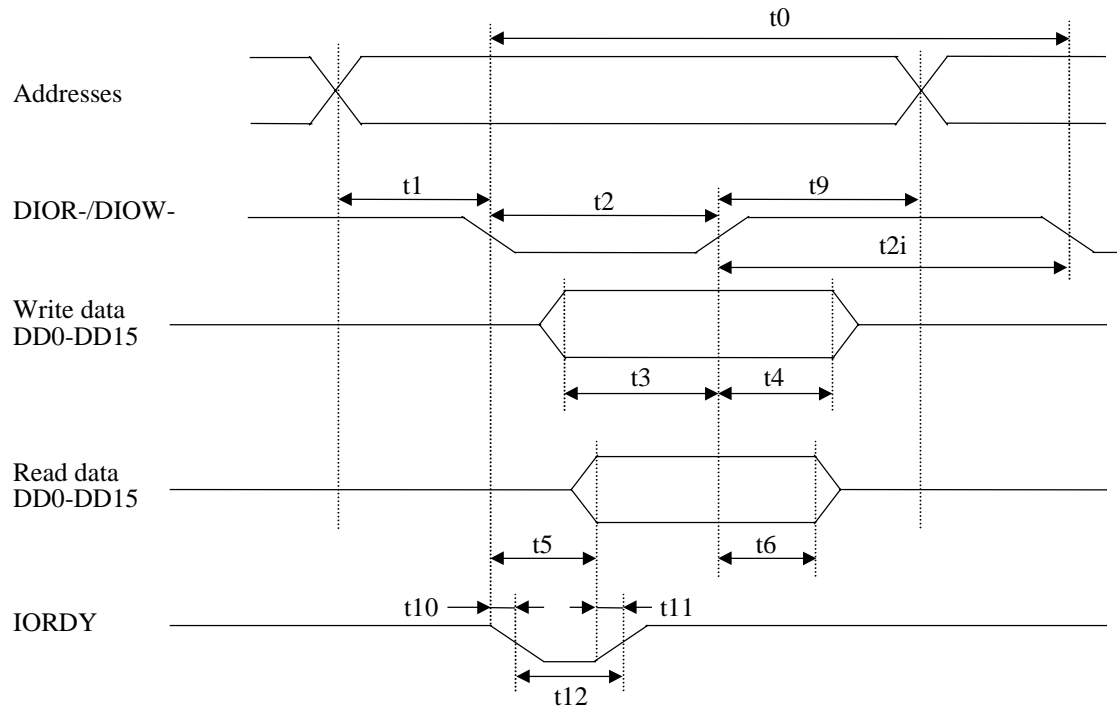 t0
Addresses
t1
t9
DIOR-/DIOW-
t2
t2i
Write data
DD0-DD15
t3
t4
Read data
DD0-DD15
t5
t6
t10
t11
IORDY
t12